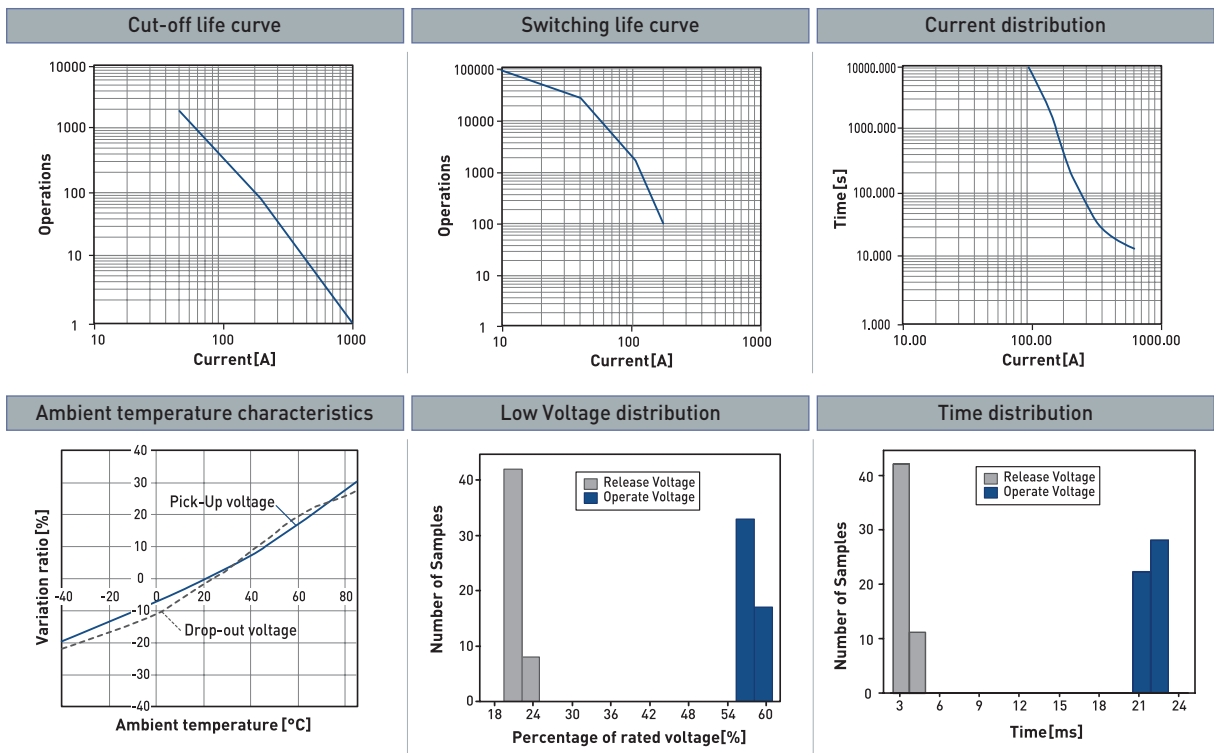 Cut-off life curve
Switching life curve
Current distribution
10000
1000
100
10
1
Operations
10
100
1000
Current[A]
100000
10000
1000
100
10
1
Operations
10
100
1000
Current[A]
10000.000
1000.000
100.000
10.000
1.000
Time[s]
10.00
100.00
1000.00
Current[A]
Ambient temperature characteristics
Low Voltage distribution
Time distribution
40
30
20
10
0
-10
-20
-30
-40
Variation ratio[%]
-40
-20
0
20
40
60
80
Pick-Up voltage
Drop-out voltage
Ambient temperature[°C]
40
30
20
10
0
Number of Samples
Release Voltage
Operate Voltage
18 24 30 36 42 48 54 60
Percentage of rated voltage[%]
40
30
20
10
0
Number of Samples
Release Voltage
Operate Voltage
3 6 9 12 15 18 21 24
Time[ms]